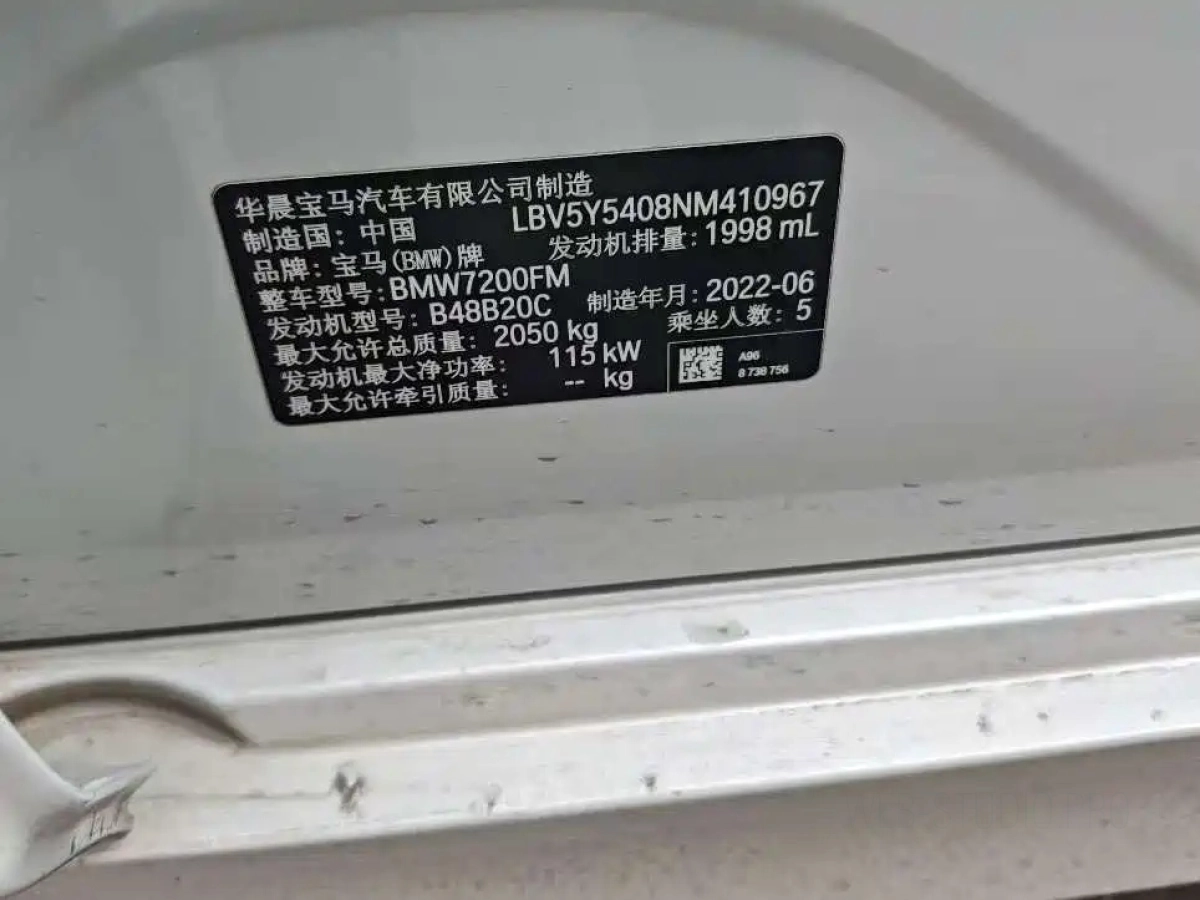 华晨宝马汽车有限公司制造
制造国：中国 LBV5Y5408NM410967
品牌：宝马(BMW)牌 发动机排量：1998 mL
整车型号：BMW7200FM
发动机型号：B48B20C 制造年月：2022-06
最大允许总质量：2050 kg 乘坐人数：5
发动机最大净功率：115 kW
最大允许牵引质量：-- kg
A96
8 738 756